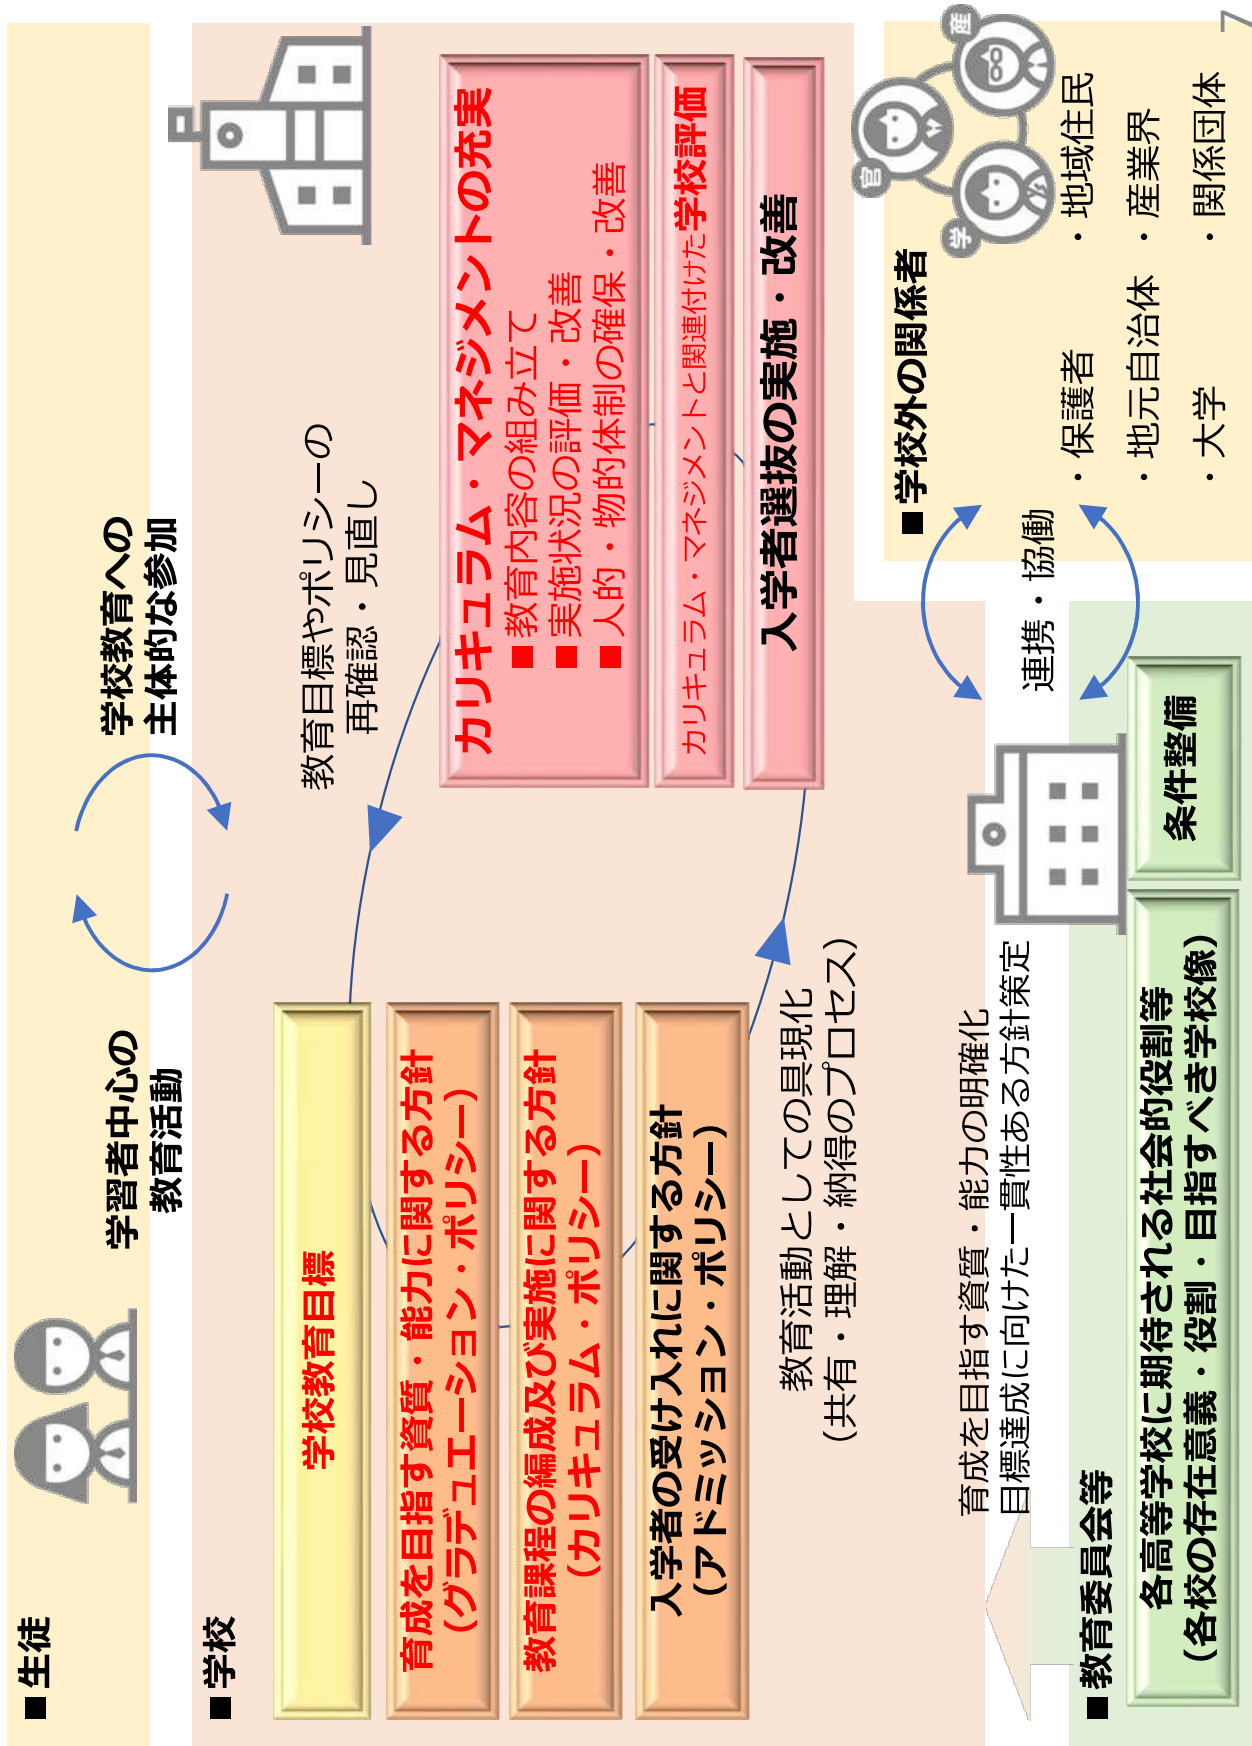 ■生徒
学習者中心の
教育活動
学校教育への
主体的な参加
■学校
学校教育目標
育成を目指す資質・能力に関する方針
(グラデュエーション・ポリシー)
教育課程の編成及び実施に関する方針
(カリキュラム・ポリシー)
入学者の受け入れに関する方針
(アドミッション・ポリシー)
教育目標やポリシーの
再確認・見直し
カリキュラム・マネジメントの充実
■教育内容の組み立て
■実施状況の評価・改善
■人的・物的体制の確保・改善
カリキュラム・マネジメントと関連付けた学校評価
入学者選抜の実施・改善
教育活動としての具現化
(共有・理解・納得のプロセス)
育成を目指す資質・能力の明確化
目標達成に向けた一貫性ある方針策定
■教育委員会等
各高等学校に期待される社会的役割等
(各校の存在意義・役割・目指すべき学校像)
条件整備
連携・協働
■学校外の関係者
官
学
産
・保護者 ・地域住民
・地元自治体 ・産業界
・大学 ・関係団体
7